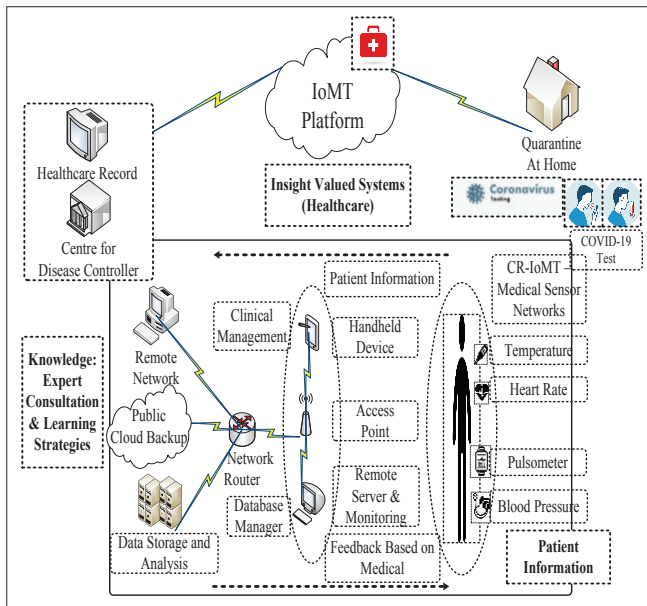 IoMT
Platform
Healthcare Record
Centre for
Disease Controller
Insight Valued Systems
(Healthcare)
Quarantine
At Home
Coronavirus
Testing
COVID-19
Test
Patient Information
CR-IoMT –
Medical Sensor
Networks
Clinical
Management
Handheld
Device
Temperature
Remote
Network
Knowledge:
Expert
Consultation
& Learning
Strategies
Heart Rate
Public
Cloud Backup
Access
Point
Network
Router
Pulsometer
Database
Manager
Remote
Server &
Monitoring
Blood Pressure
Data Storage and
Analysis
Feedback Based on
Medical
Patient
Information